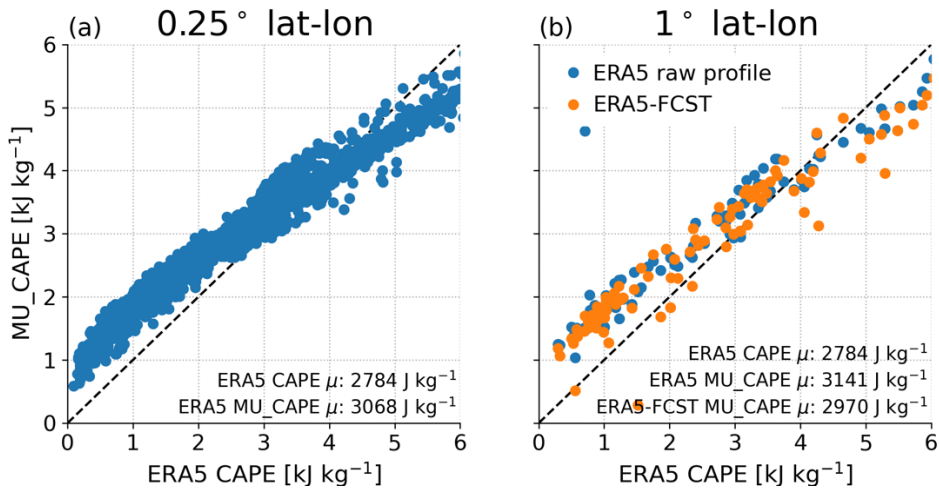 (a) 0.25° lat-lon
MU_CAPE [kJ kg⁻¹]
6
5
4
3
2
1
0
ERA5 CAPE μ: 2784 J kg⁻¹
ERA5 MU_CAPE μ: 3068 J kg⁻¹
0 1 2 3 4 5 6
ERA5 CAPE [kJ kg⁻¹]
(b) 1° lat-lon
ERA5 raw profile
ERA5-FCST
ERA5 CAPE μ: 2784 J kg⁻¹
ERA5 MU_CAPE μ: 3141 J kg⁻¹
ERA5-FCST MU_CAPE μ: 2970 J kg⁻¹
0 1 2 3 4 5 6
ERA5 CAPE [kJ kg⁻¹]